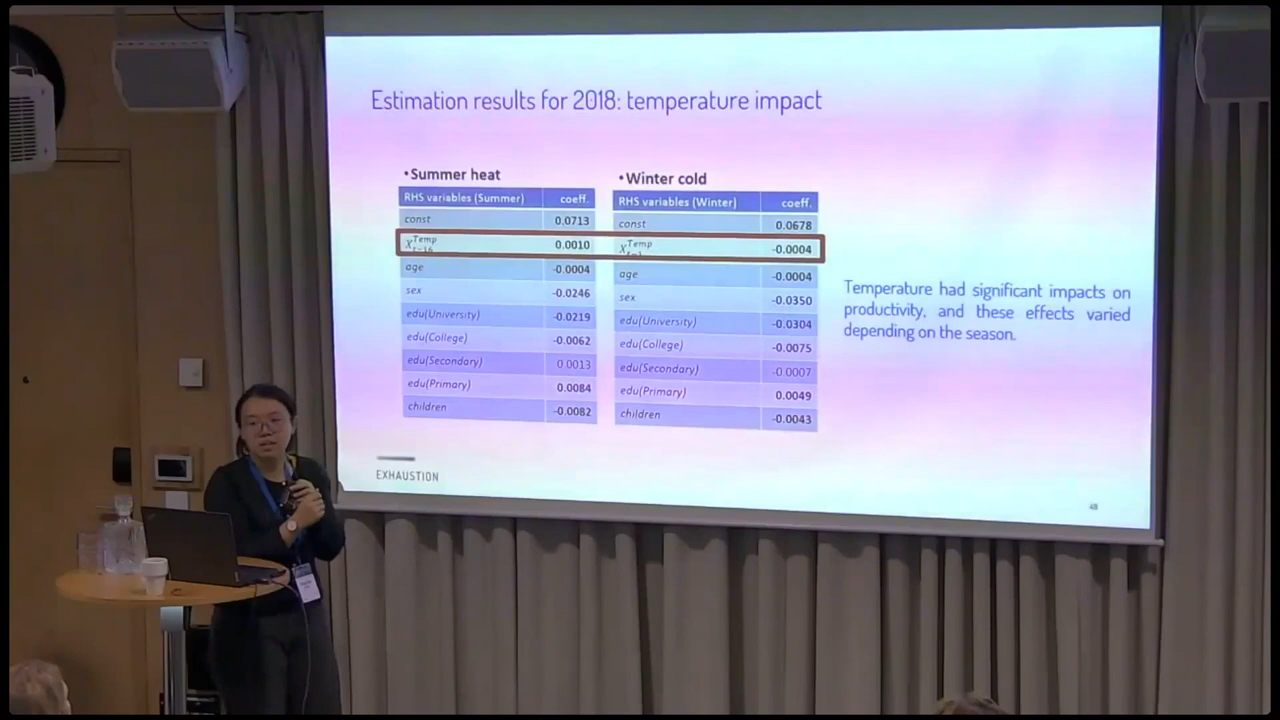 Estimation results for 2018: temperature impact
•Summer heat
RHS variables (Summer) coeff.
const 0.0713
X^Temp_t-16 0.0010
age -0.0004
sex -0.0246
edu(University) -0.0219
edu(College) -0.0062
edu(Secondary) 0.0013
edu(Primary) 0.0084
children -0.0082
•Winter cold
RHS variables (Winter) coeff.
const 0.0678
X^Temp -0.0004
age -0.0004
sex -0.0350
edu(University) -0.0304
edu(College) -0.0075
edu(Secondary) -0.0007
edu(Primary) 0.0049
children -0.0043
Temperature had significant impacts on
productivity, and these effects varied
depending on the season.
EXHAUSTION
48